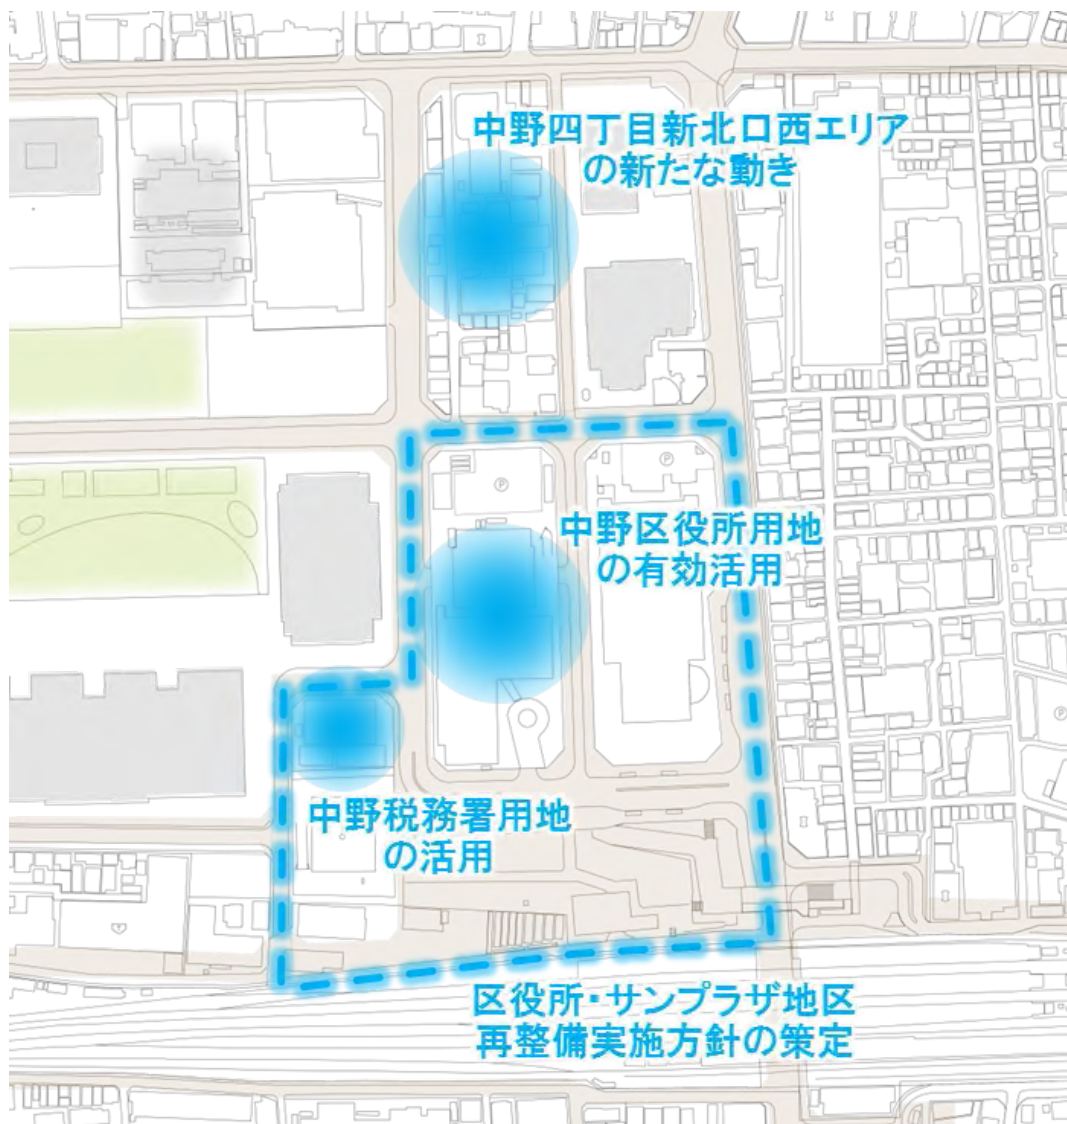 中野四丁目新北口西エリア
の新たな動き
Ⓟ
Ⓟ
中野区役所用地
の有効活用
Ⓟ
中野税務署用地
の活用
区役所・サンプラザ地区
再整備実施方針の策定